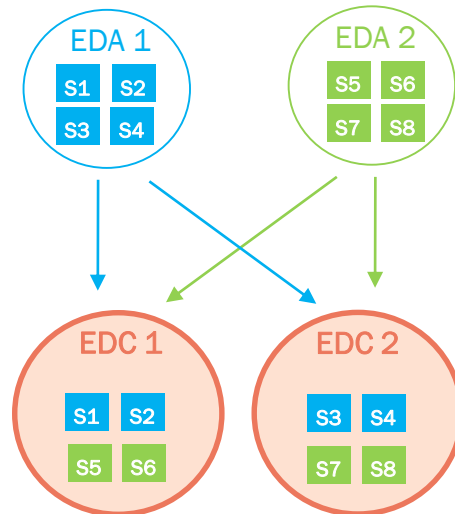 EDA 1
S1 S2
S3 S4
EDA 2
S5 S6
S7 S8
EDC 1
S1 S2
S5 S6
EDC 2
S3 S4
S7 S8